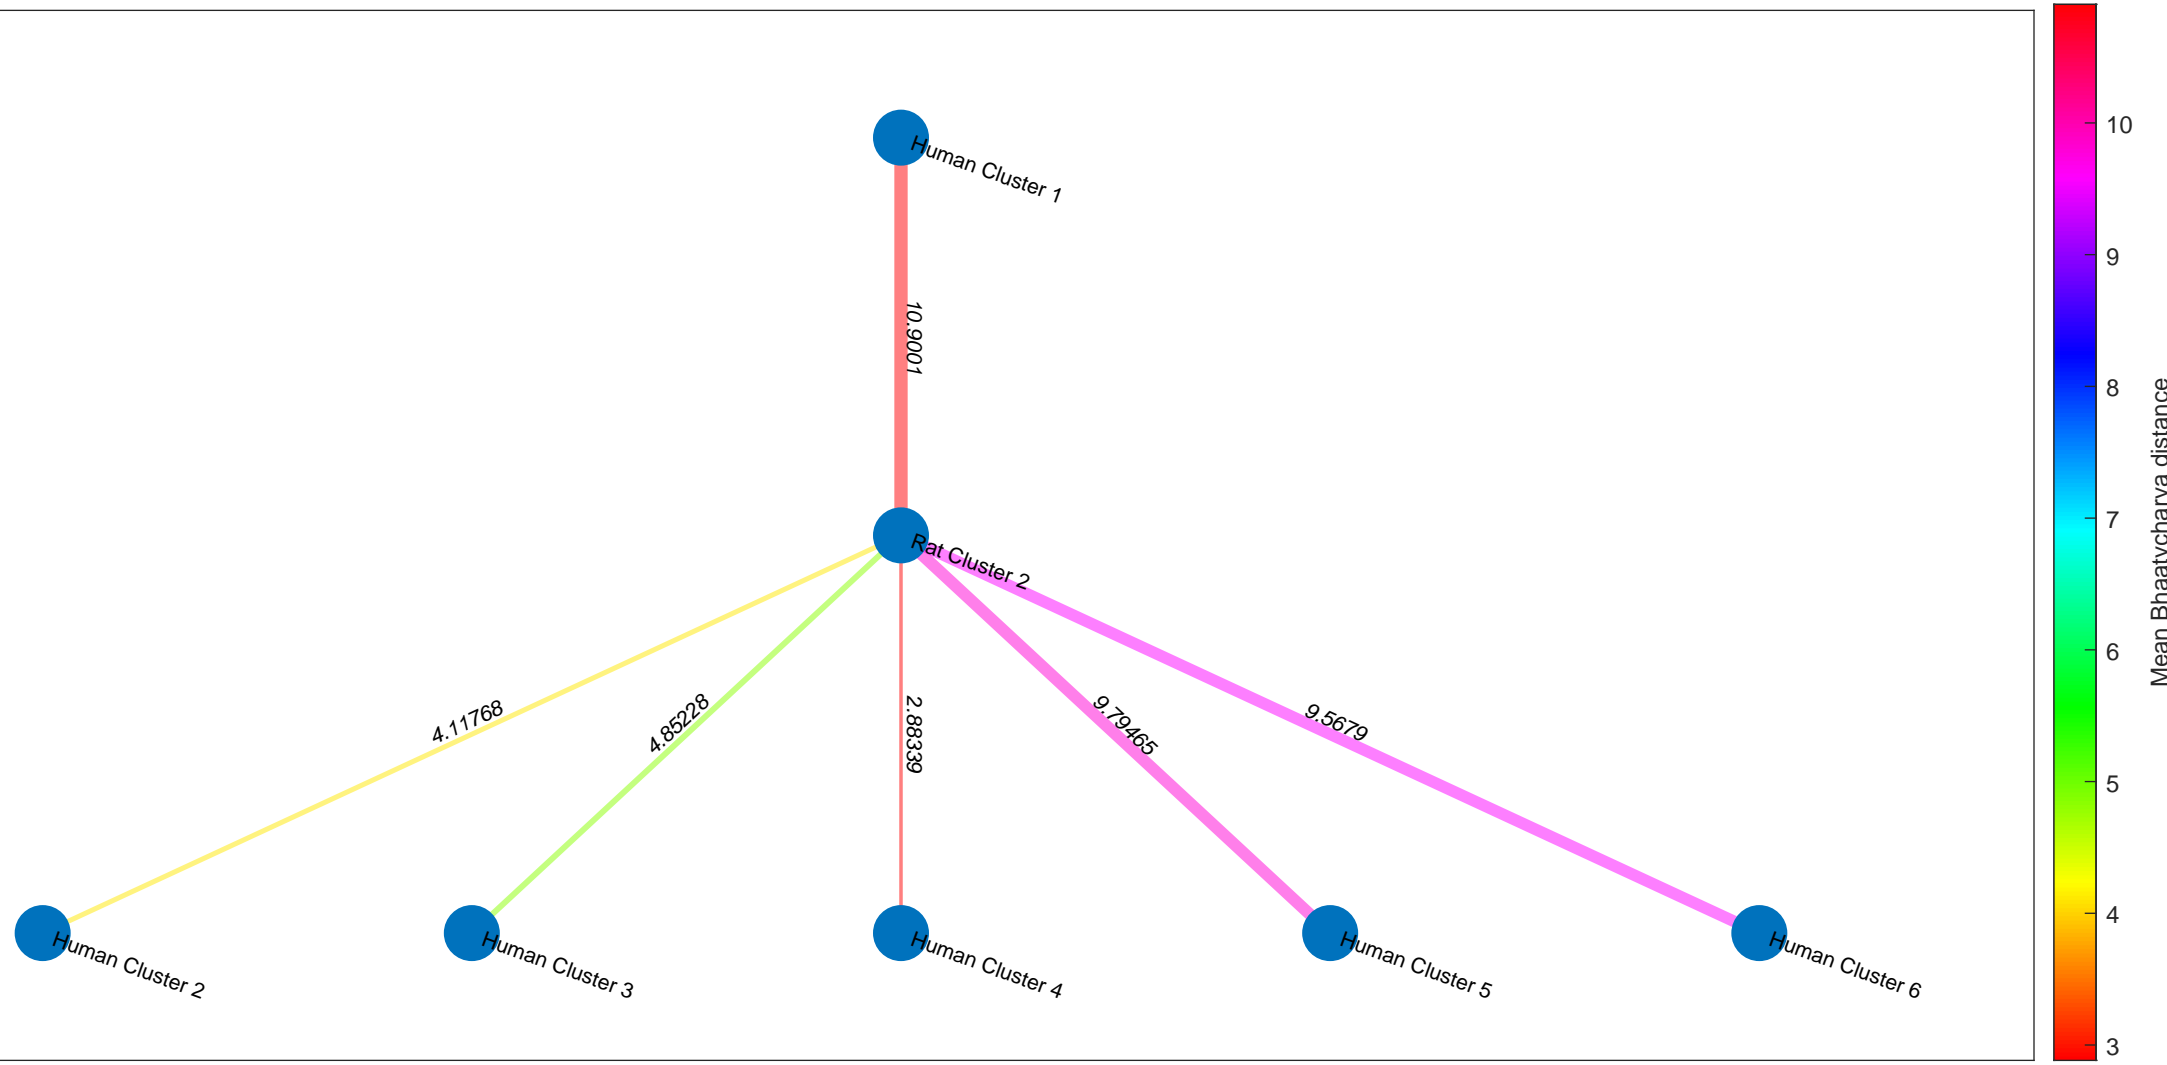 Human Cluster 1
10.9001
Rat Cluster 2
4.11768
4.85228
2.88339
9.79465
9.5679
Human Cluster 2
Human Cluster 3
Human Cluster 4
Human Cluster 5
Human Cluster 6
10
9
8
7
6
5
4
3
Mean Bhaatycharya distance